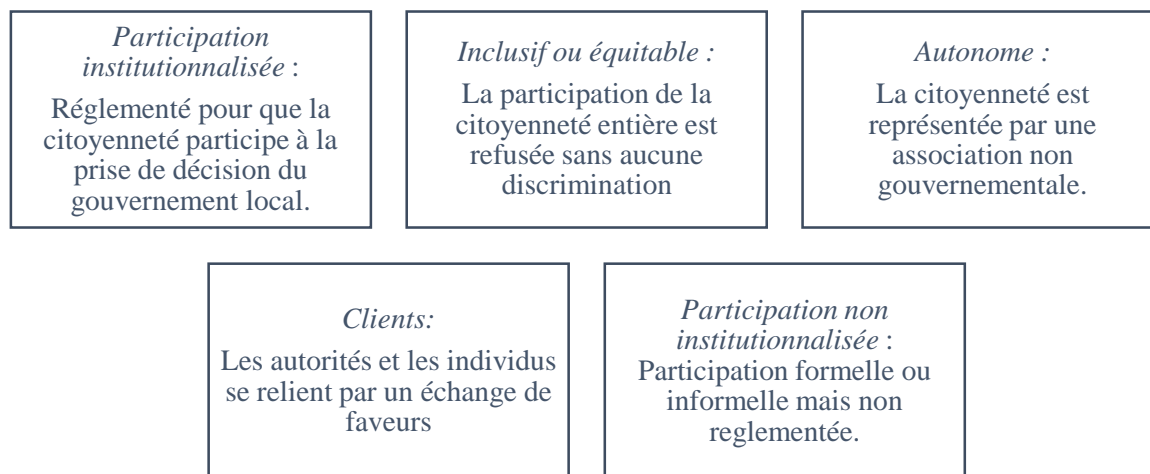 Participation
institutionnalisée :
Réglementé pour que la
citoyenneté participe à la
prise de décision du
gouvernement local.
Inclusif ou équitable :
La participation de la
citoyenneté entière est
refusée sans aucune
discrimination
Autonome :
La citoyenneté est
représentée par une
association non
gouvernementale.
Clients:
Les autorités et les individus
se relient par un échange de
faveurs
Participation non
institutionnalisée :
Participation formelle ou
informelle mais non
reglementée.